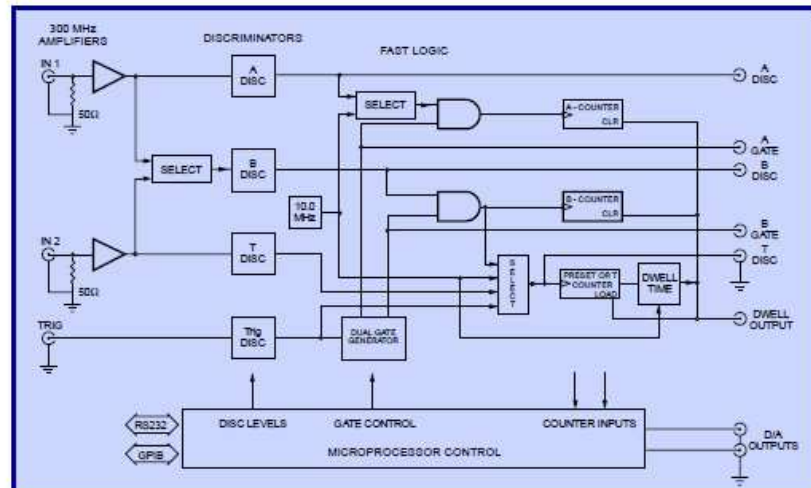 300 MHz
AMPLIFIERS
DISCRIMINATORS
FAST LOGIC
IN 1
50Ω
A
DISC
SELECT
A - COUNTER
CLR
A
DISC
A
GATE
SELECT
B
DISC
B
DISC
10.0
MHz
B - COUNTER
CLR
B
GATE
IN 2
50Ω
T
DISC
SELECT
PRESET OR T
COUNTER
LOAD
DWELL
TIME
T
DISC
TRIG
Trig
DISC
DUAL GATE
GENERATOR
DWELL
OUTPUT
RS232
GPIB
DISC LEVELS
GATE CONTROL
COUNTER INPUTS
MICROPROCESSOR CONTROL
D/A
OUTPUTS